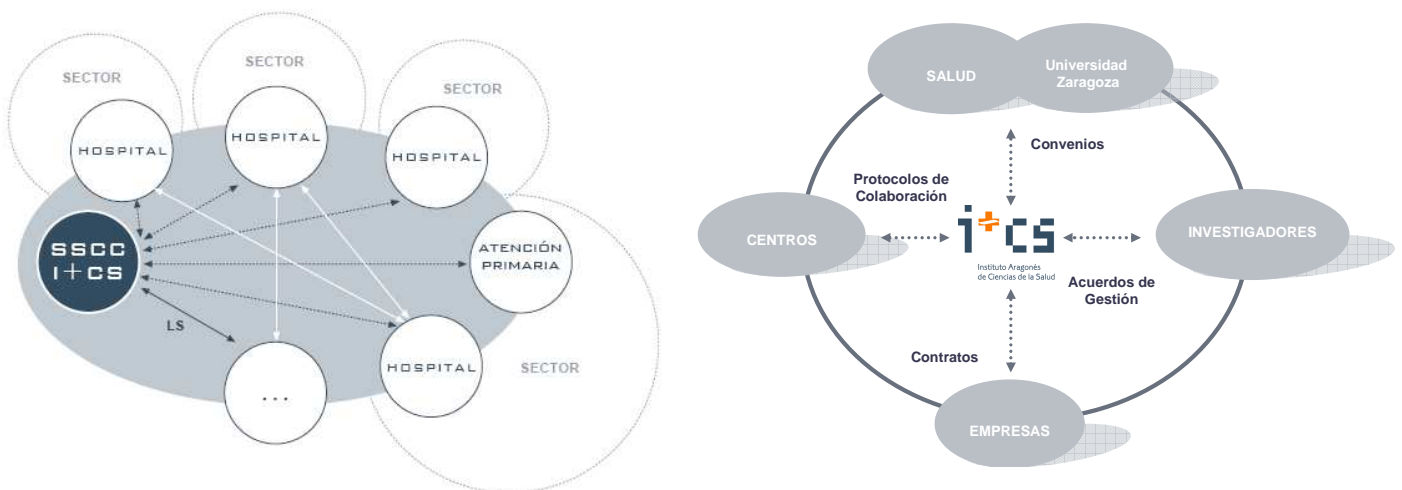 SECTOR
SECTOR
SECTOR
HOSPITAL
HOSPITAL
HOSPITAL
SSCC
I+CS
ATENCIÓN
PRIMARIA
LS
HOSPITAL
SECTOR
...
SALUD
Universidad
Zaragoza
Convenios
Protocolos de
Colaboración
CENTROS
i+cs
Instituto Aragonés
de Ciencias de la Salud
INVESTIGADORES
Acuerdos de
Gestión
Contratos
EMPRESAS